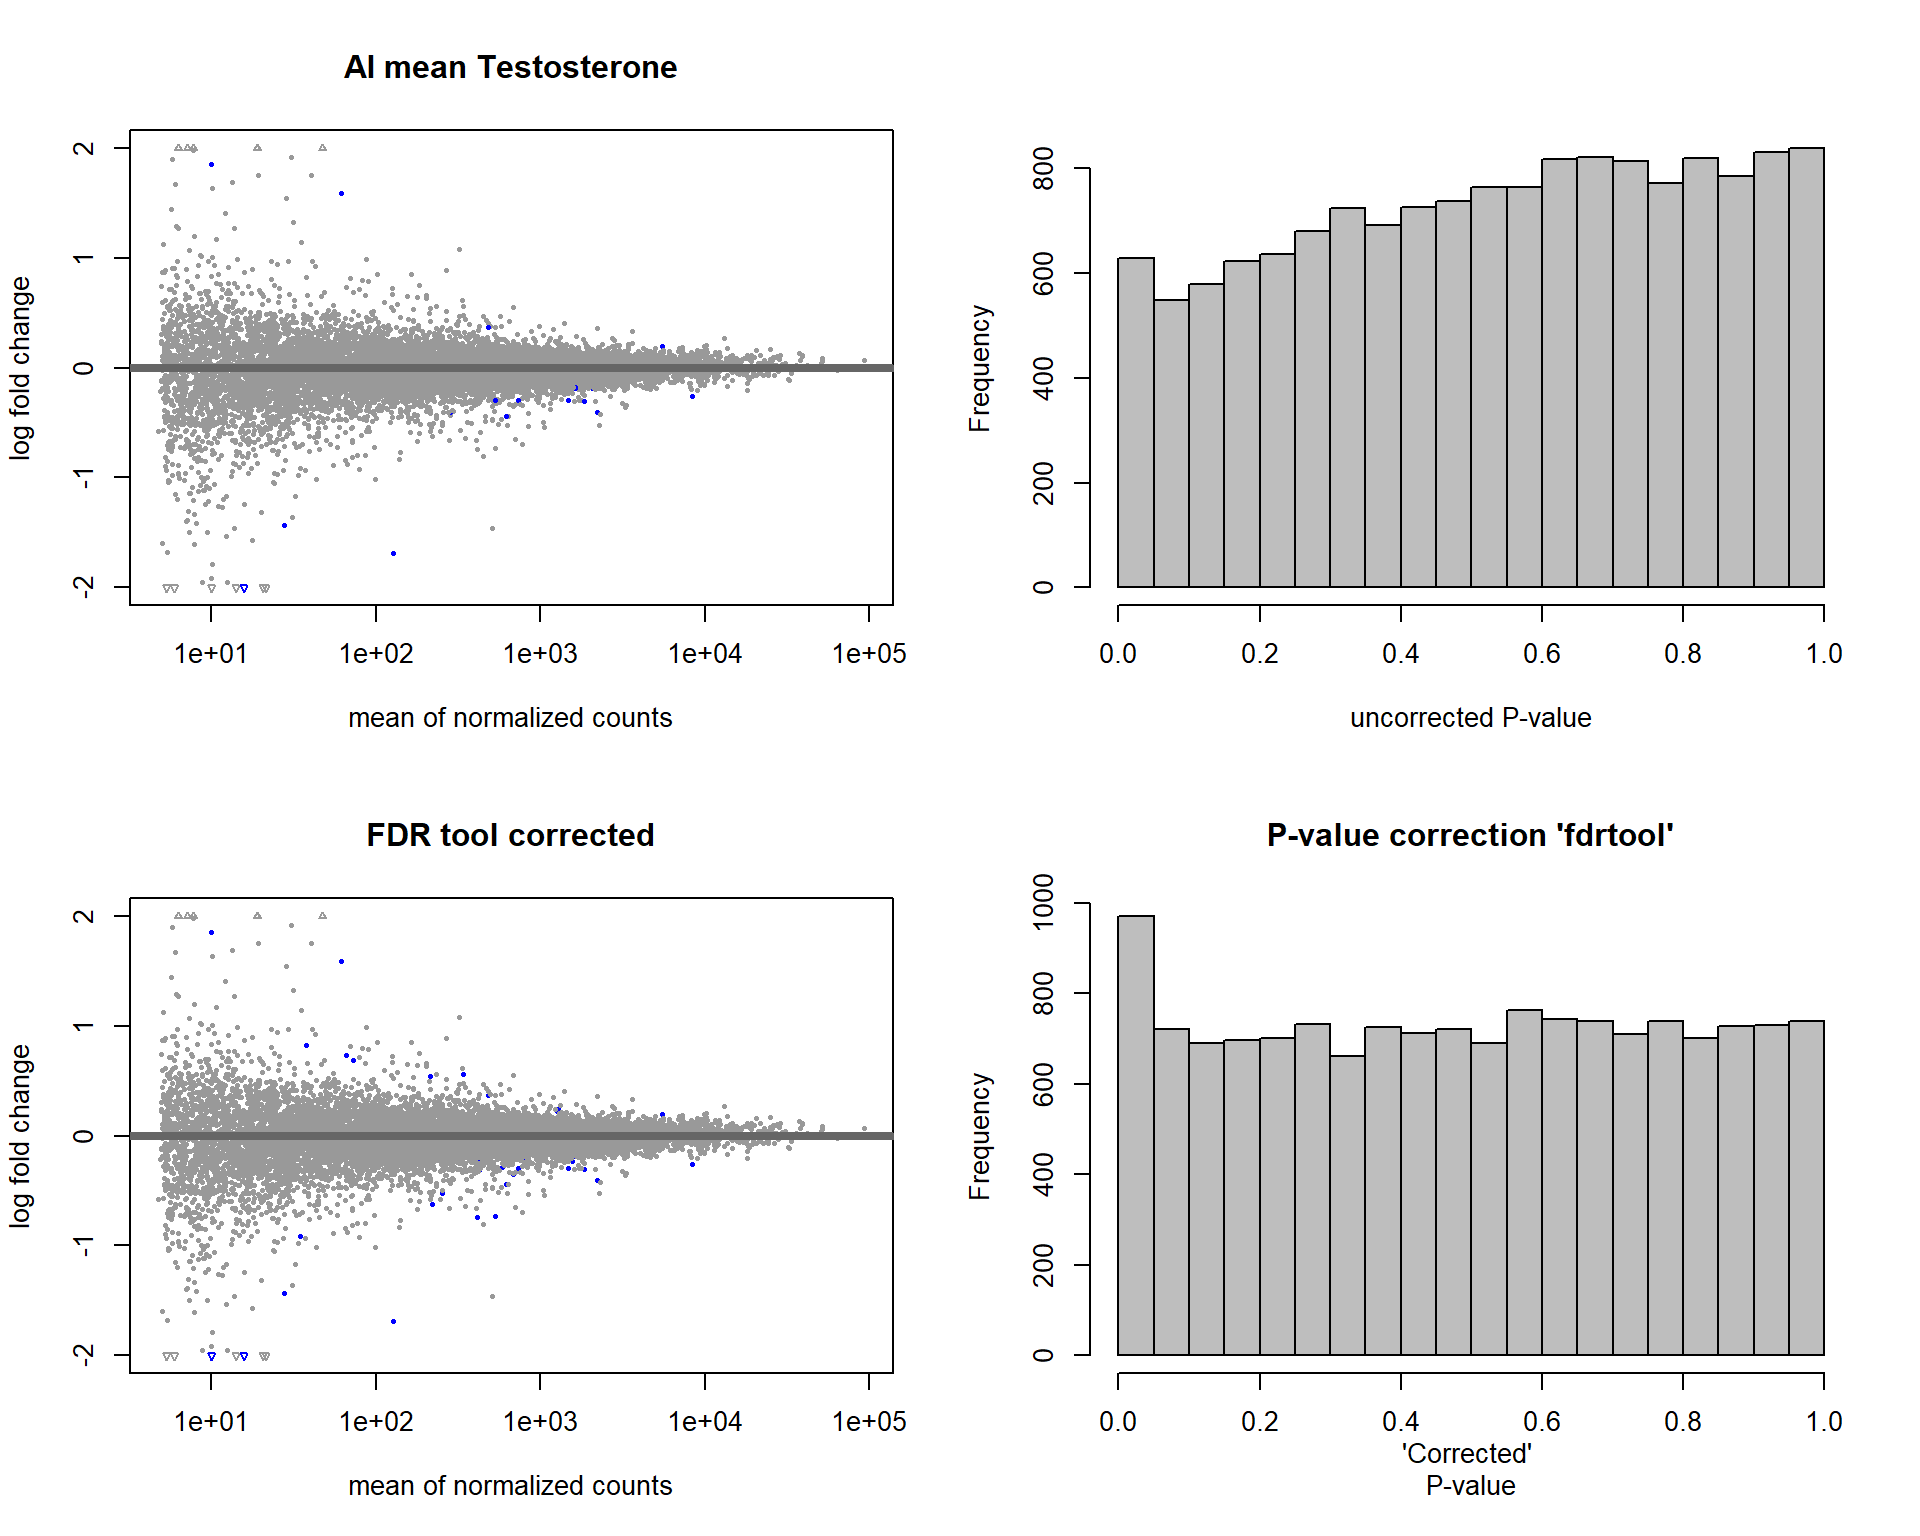 AI mean Testosterone
log fold change
2
1
0
-1
-2
1e+01 1e+02 1e+03 1e+04 1e+05
mean of normalized counts
Frequency
800
600
400
200
0
0.0 0.2 0.4 0.6 0.8 1.0
uncorrected P-value
FDR tool corrected
log fold change
2
1
0
-1
-2
1e+01 1e+02 1e+03 1e+04 1e+05
mean of normalized counts
P-value correction 'fdrtool'
Frequency
1000
800
600
400
200
0
0.0 0.2 0.4 0.6 0.8 1.0
'Corrected'
P-value